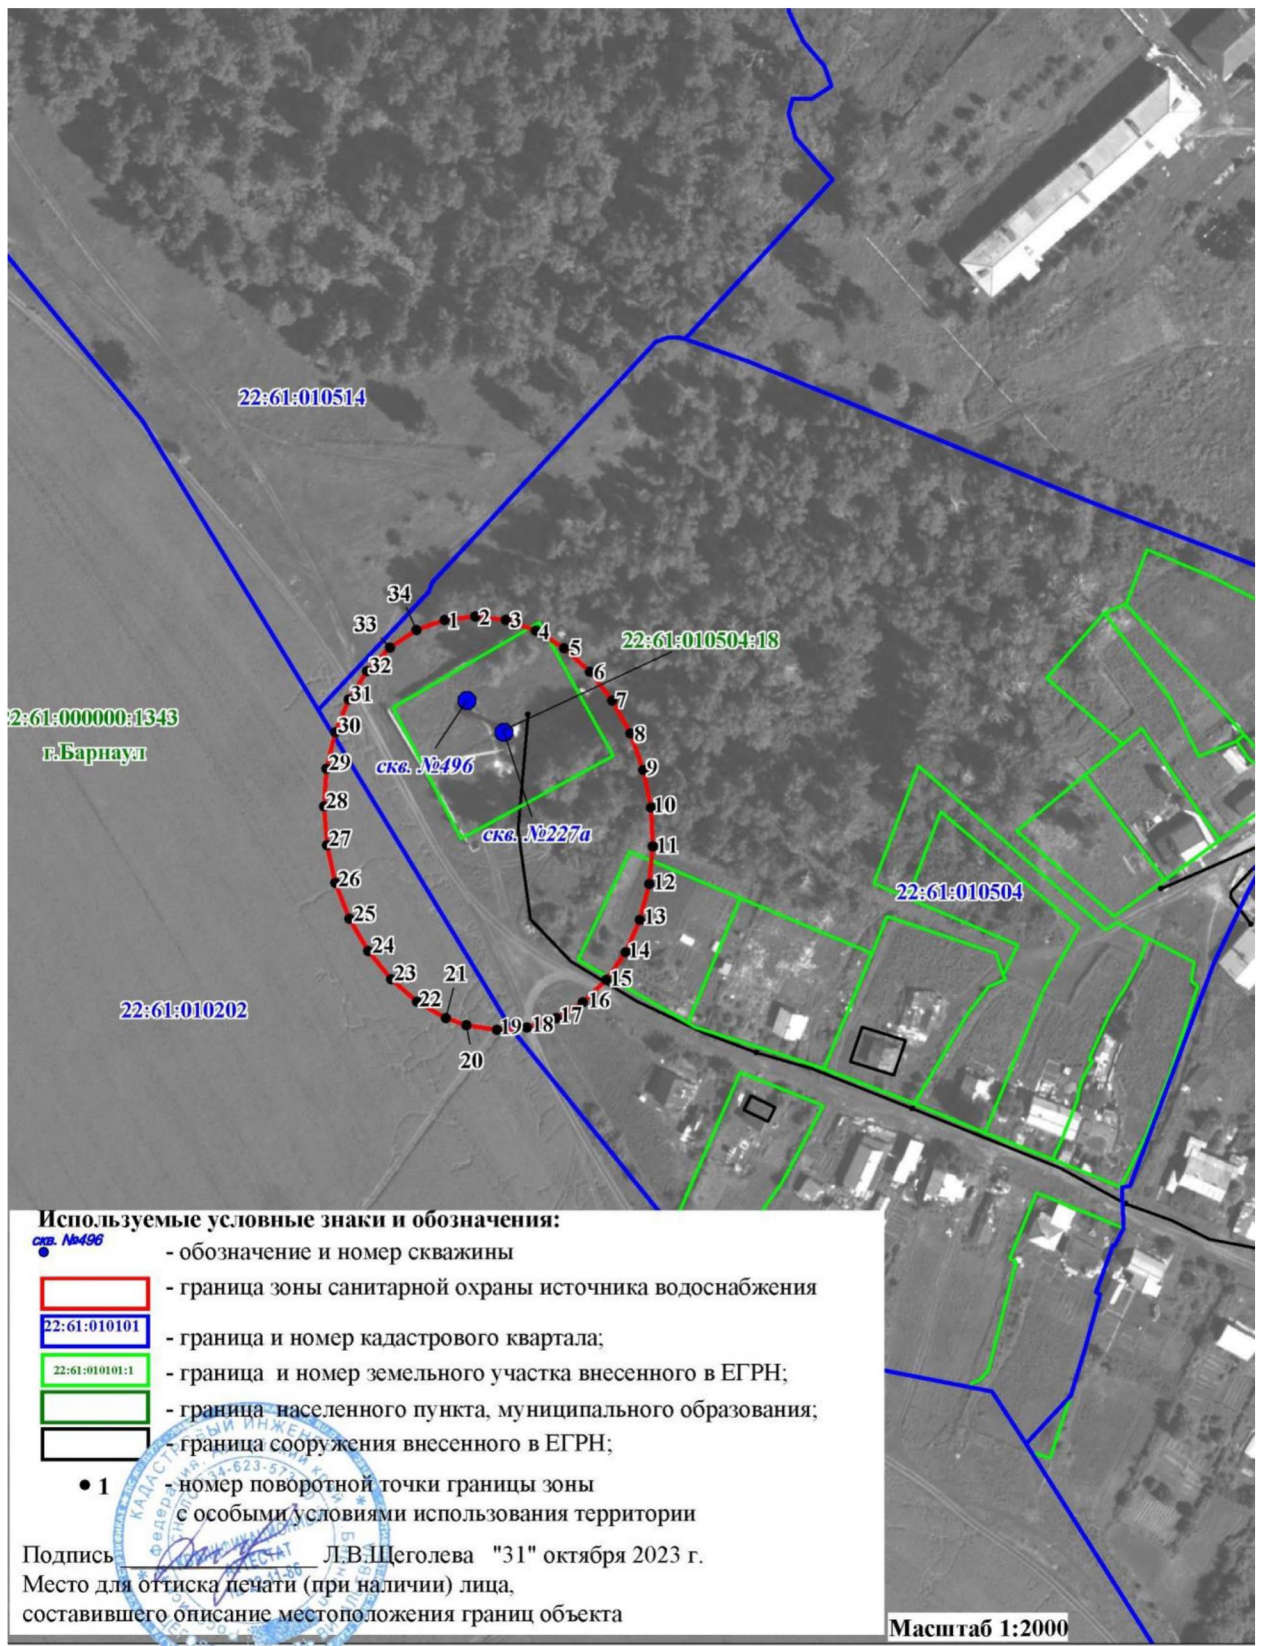 22:61:010514
34
33
1
2
3
4
5
6
7
8
9
10
11
12
13
14
15
16
17
18
19
20
21
22
23
24
25
26
27
28
29
30
31
32
22:61:010504:18
2:61:000000:1343
г.Барнаул
скв. №496
скв. №227а
22:61:010504
22:61:010202
Используемые условные знаки и обозначения:
скв. №496
- обозначение и номер скважины
- граница зоны санитарной охраны источника водоснабжения
22:61:010101
- граница и номер кадастрового квартала;
22:61:010101:1
- граница и номер земельного участка внесенного в ЕГРН;
- граница населенного пункта, муниципального образования;
- граница сооружения внесенного в ЕГРН;
1
- номер поворотной точки границы зоны
с особыми условиями использования территории
Подпись Л.В.Щеголева "31" октября 2023 г.
Место для оттиска печати (при наличии) лица,
составившего описание местоположения границ объекта
КАДАСТРОВЫЙ ИНЖЕНЕР
АТТЕСТАТ
Масштаб 1:2000